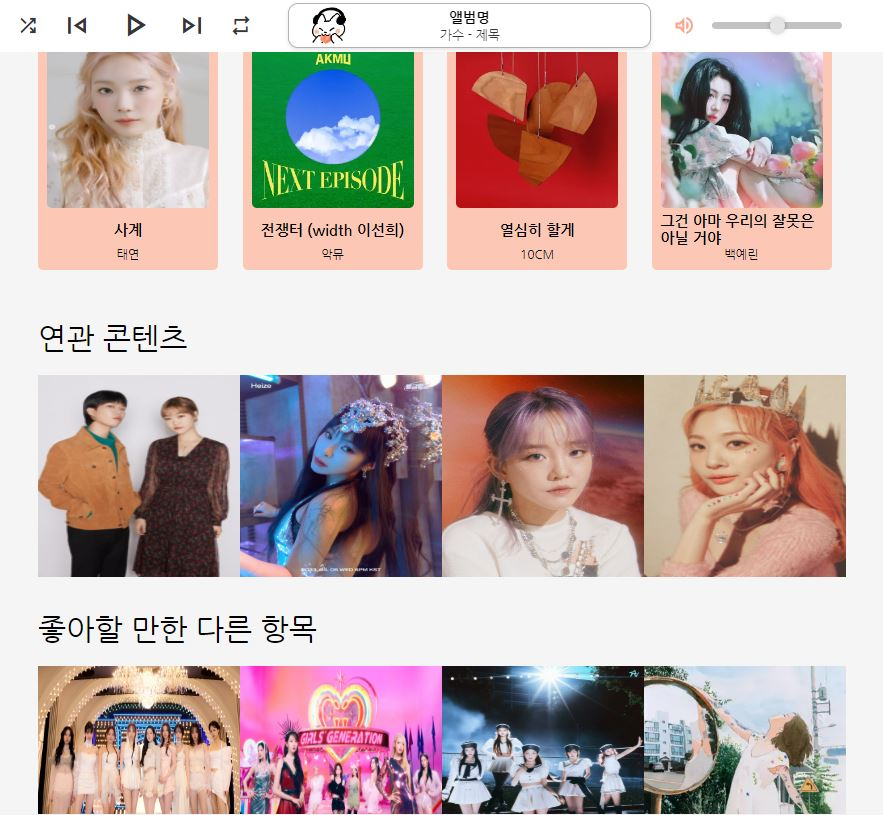 앨범명
가수 - 제목
AKMU
NEXT EPISODE
사계
태연
전쟁터 (width 이선희)
악뮤
열심히 할게
10CM
그건 아마 우리의 잘못은
아닐 거야
백예린
연관 콘텐츠
Heize
좋아할 만한 다른 항목
GIRLS' GENERATION